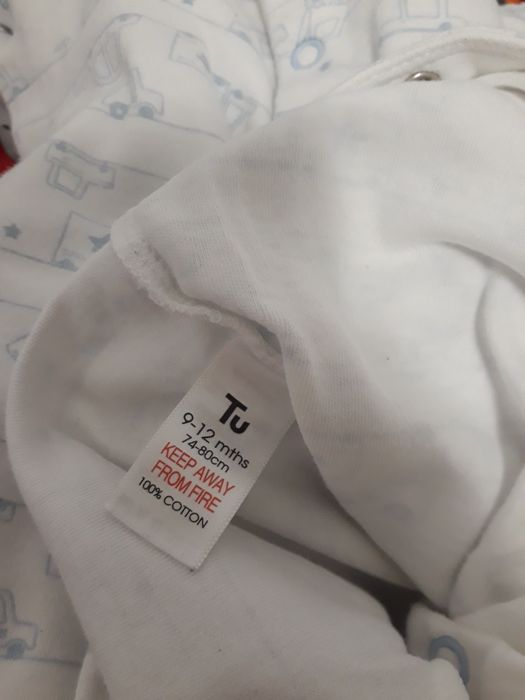 Tu
9-12 mths
74-80cm
KEEP AWAY
FROM FIRE
100% COTTON